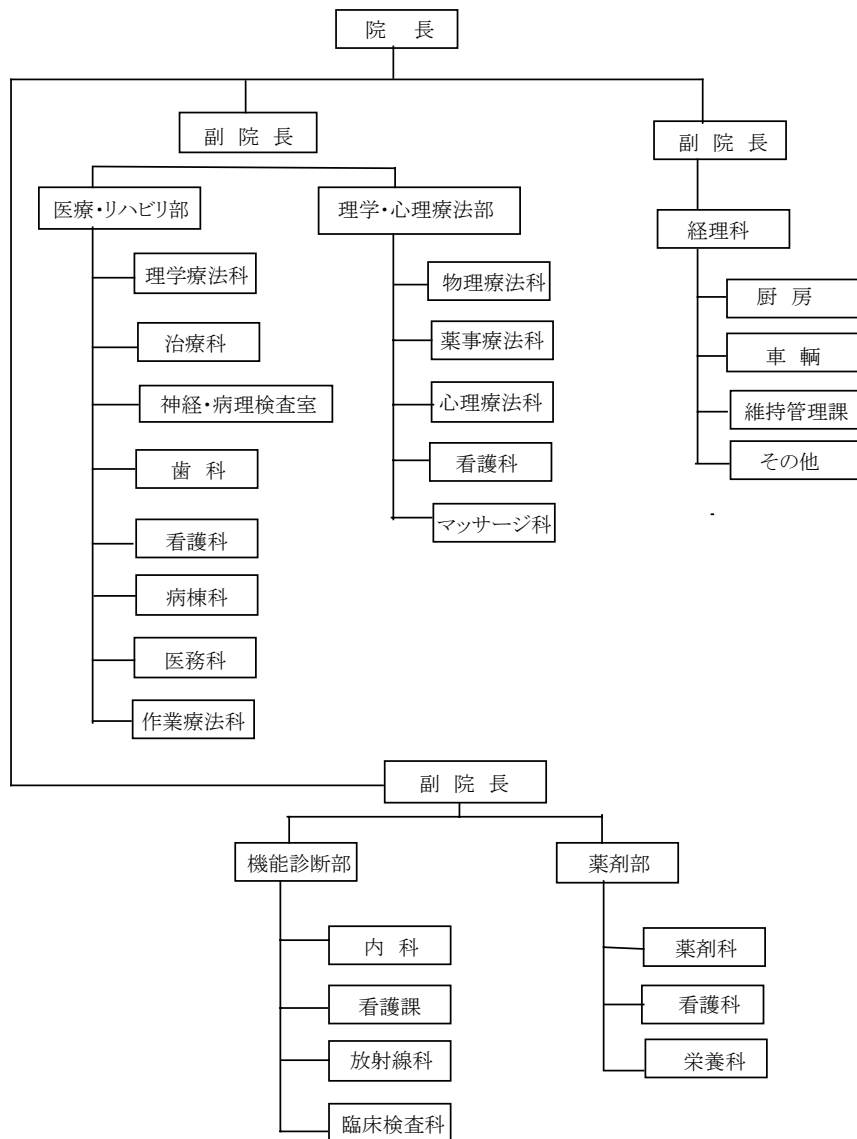 院　長
副 院 長
副 院 長
医療・リハビリ部
理学・心理療法部
経理科
理学療法科
治療科
神経・病理検査室
歯 科
看護科
病棟科
医務科
作業療法科
物理療法科
薬事療法科
心理療法科
看護科
マッサージ科
厨 房
車 輌
維持管理課
その他
副 院 長
機能診断部
薬剤部
内 科
看護課
放射線科
臨床検査科
薬剤科
看護科
栄養科